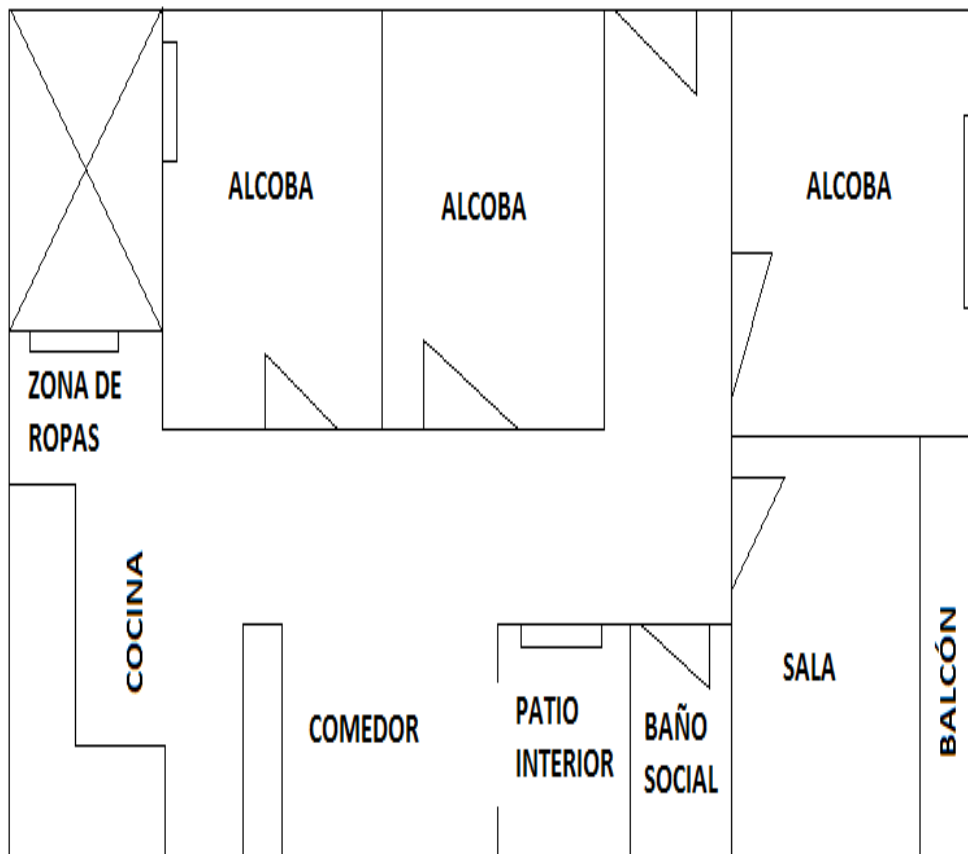 ALCOBA
ALCOBA
ALCOBA
ZONA DE
ROPAS
COCINA
COMEDOR
PATIO
INTERIOR
BAÑO
SOCIAL
SALA
BALCÓN